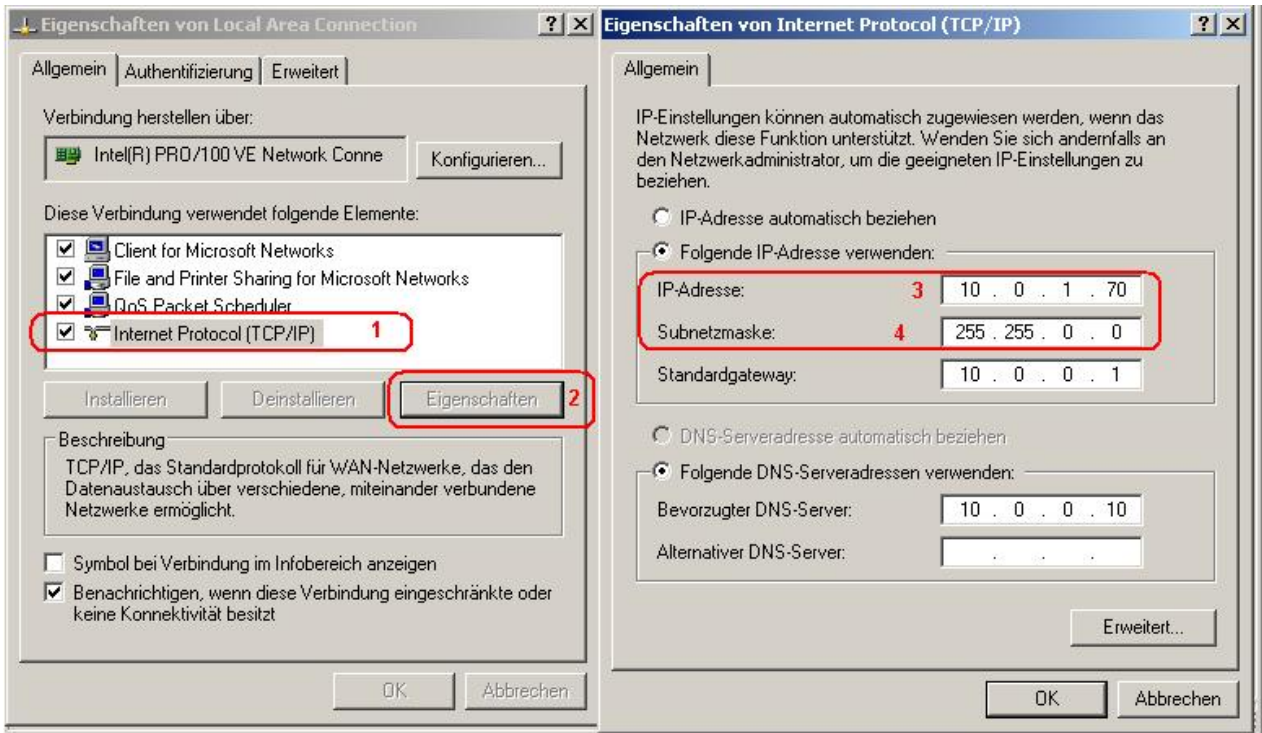 Eigenschaften von Local Area Connection
Allgemein Authentifizierung Erweitert
Verbindung herstellen über:
Intel(R) PRO/100 VE Network Conne Konfigurieren...
Diese Verbindung verwendet folgende Elemente:
Client for Microsoft Networks
File and Printer Sharing for Microsoft Networks
QoS Packet Scheduler
Internet Protocol (TCP/IP) 1
Installieren Deinstallieren Eigenschaften 2
Beschreibung
TCP/IP, das Standardprotokoll für WAN-Netzwerke, das den
Datenaustausch über verschiedene, miteinander verbundene
Netzwerke ermöglicht.
Symbol bei Verbindung im Infobereich anzeigen
Benachrichtigen, wenn diese Verbindung eingeschränkte oder
keine Konnektivität besitzt
OK Abbrechen
Eigenschaften von Internet Protocol (TCP/IP)
Allgemein
IP-Einstellungen können automatisch zugewiesen werden, wenn das
Netzwerk diese Funktion unterstützt. Wenden Sie sich andernfalls an
den Netzwerkadministrator, um die geeigneten IP-Einstellungen zu
beziehen.
IP-Adresse automatisch beziehen
Folgende IP-Adresse verwenden:
IP-Adresse: 3 10 . 0 . 1 . 70
Subnetzmaske: 4 255 . 255 . 0 . 0
Standardgateway: 10 . 0 . 0 . 1
DNS-Serveradresse automatisch beziehen
Folgende DNS-Serveradressen verwenden:
Bevorzugter DNS-Server: 10 . 0 . 0 . 10
Alternativer DNS-Server: . . .
Erweitert...
OK Abbrechen